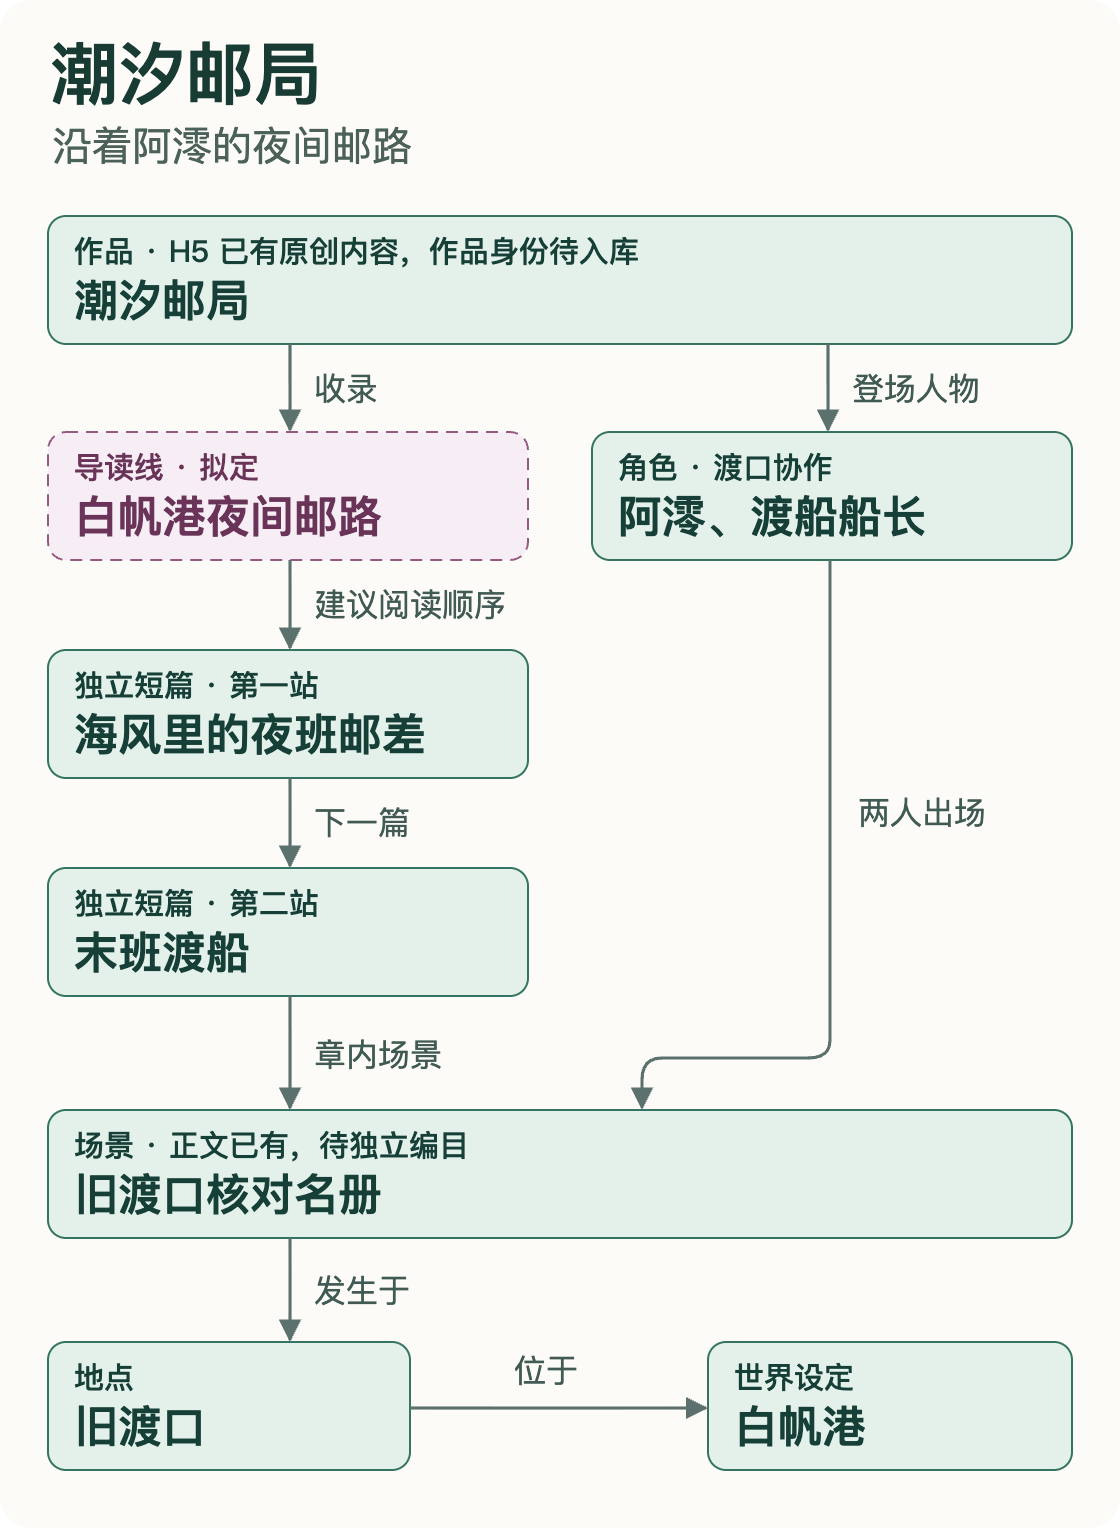 潮汐邮局
沿着阿澪的夜间邮路
作品 · H5 已有原创内容，作品身份待入库
潮汐邮局
收录
登场人物
导读线 · 拟定
白帆港夜间邮路
角色 · 渡口协作
阿澪、渡船船长
建议阅读顺序
独立短篇 · 第一站
海风里的夜班邮差
两人出场
下一篇
独立短篇 · 第二站
末班渡船
章内场景
场景 · 正文已有，待独立编目
旧渡口核对名册
发生于
地点
旧渡口
位于
世界设定
白帆港